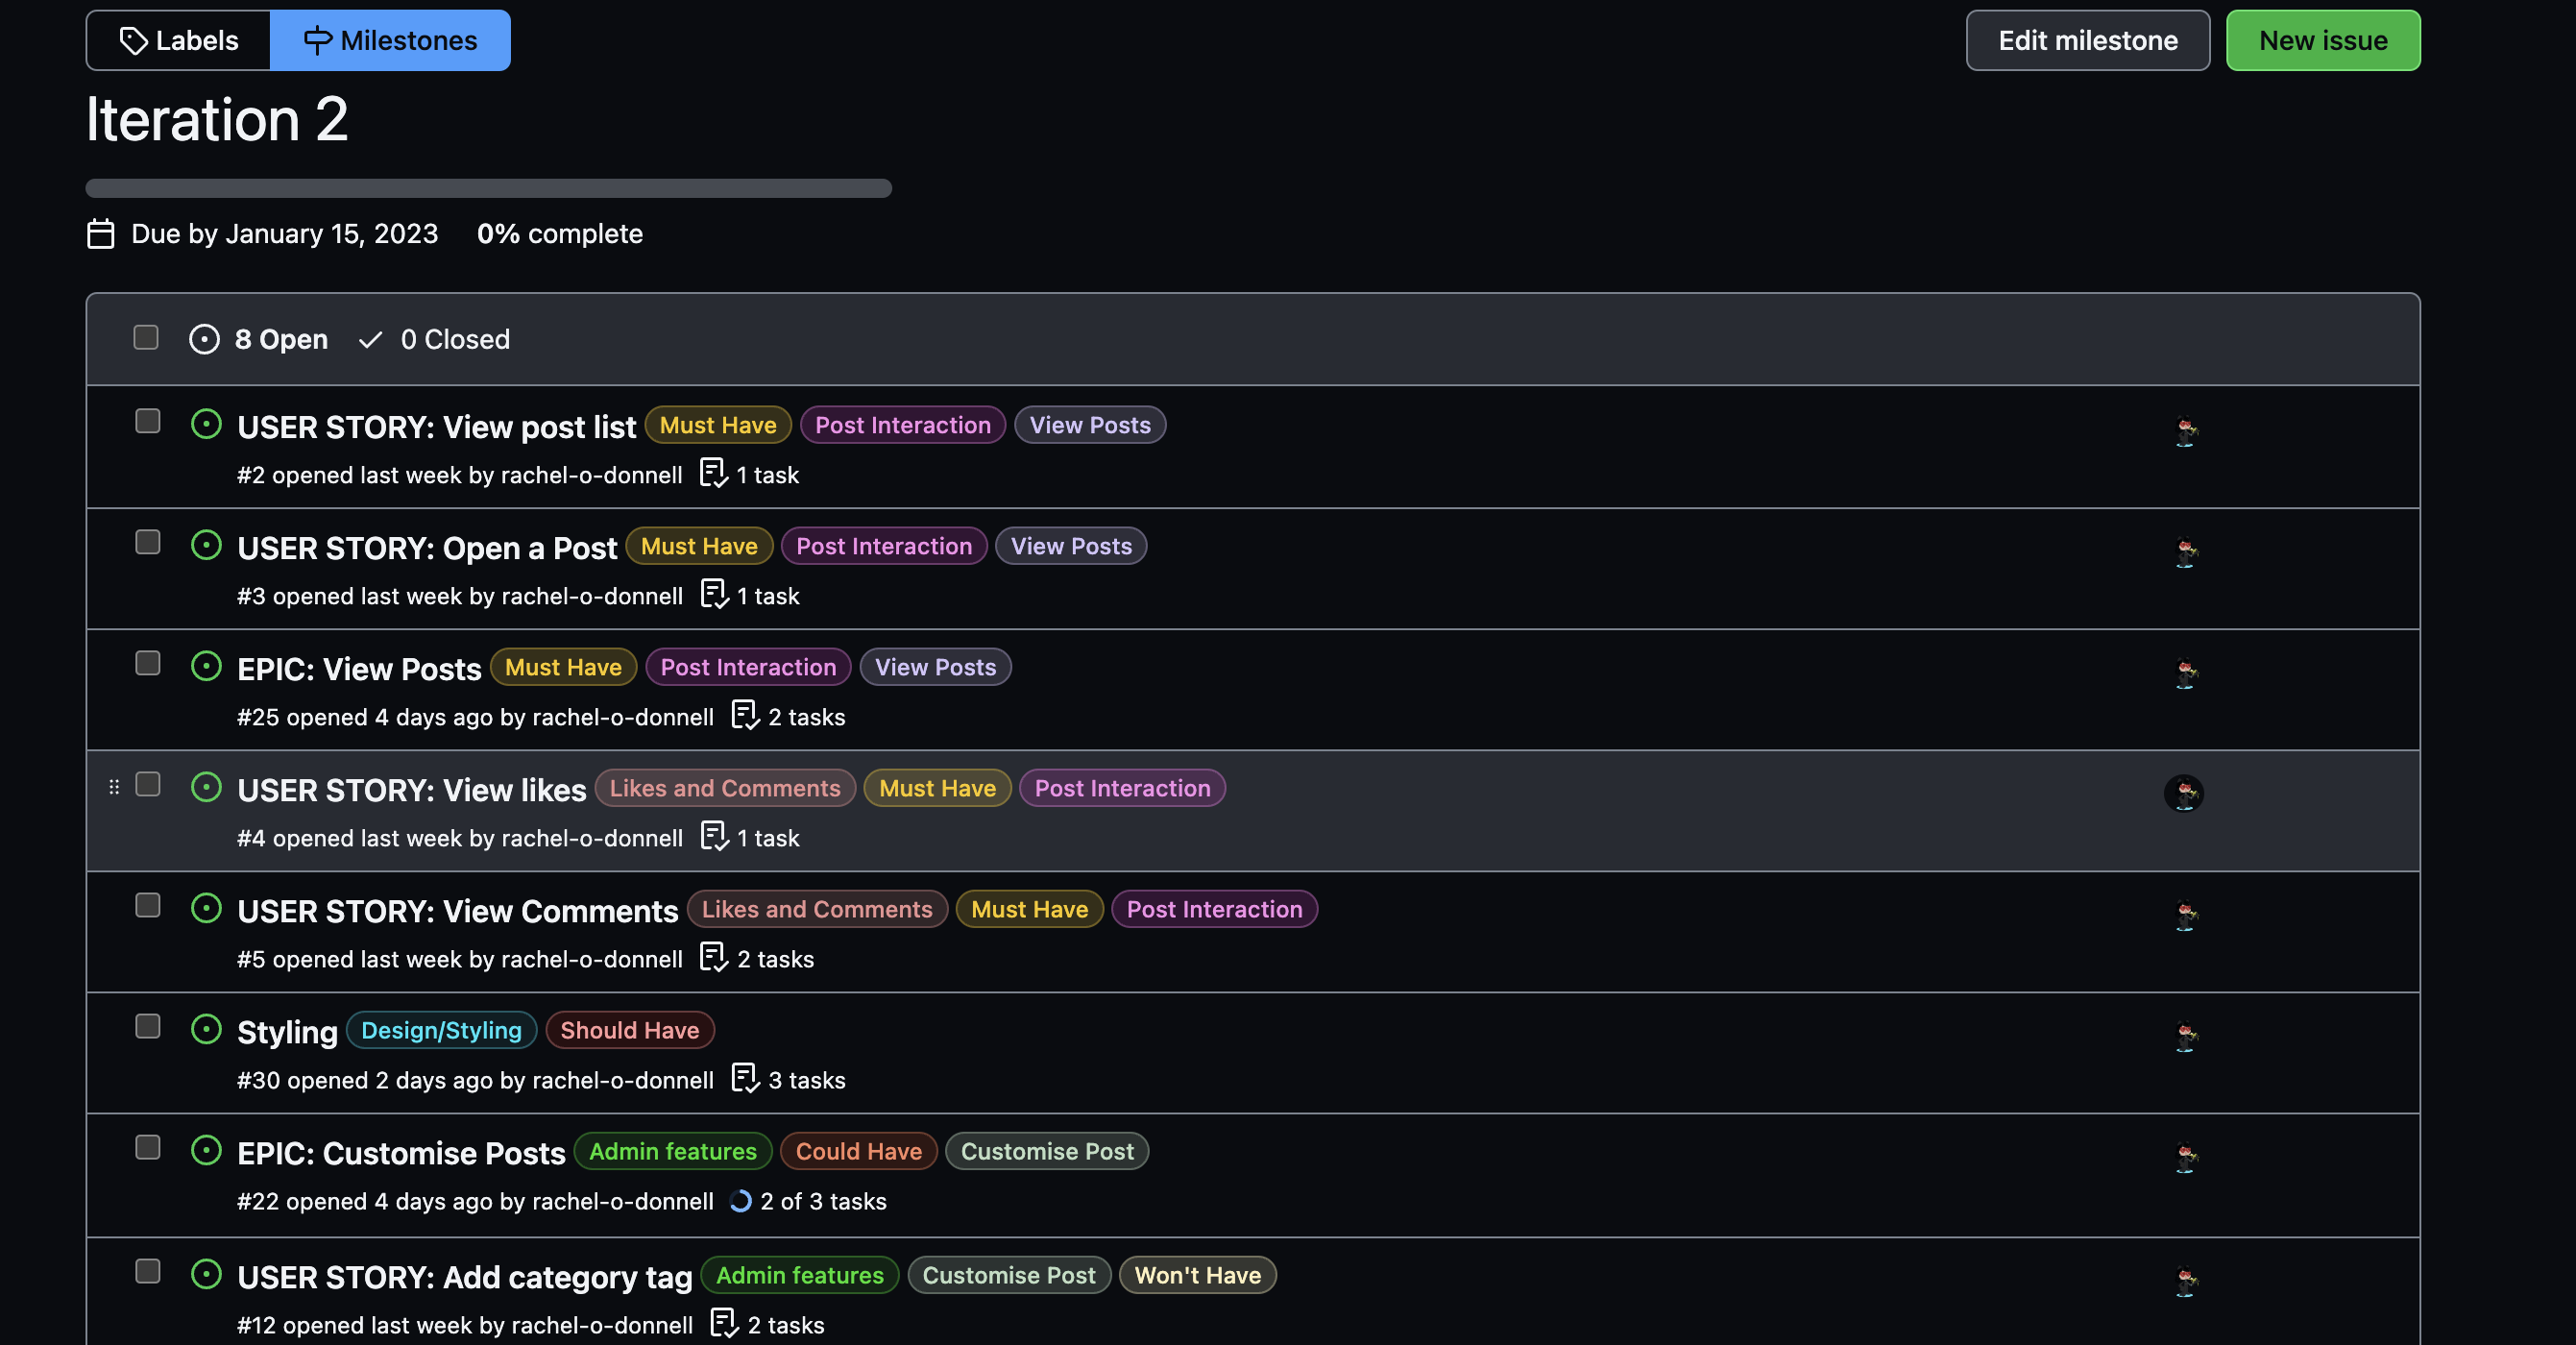 Labels Milestones Edit milestone New issue
Iteration 2
Due by January 15, 2023 0% complete
8 Open 0 Closed
USER STORY: View post list Must Have Post Interaction View Posts
#2 opened last week by rachel-o-donnell 1 task
USER STORY: Open a Post Must Have Post Interaction View Posts
#3 opened last week by rachel-o-donnell 1 task
EPIC: View Posts Must Have Post Interaction View Posts
#25 opened 4 days ago by rachel-o-donnell 2 tasks
USER STORY: View likes Likes and Comments Must Have Post Interaction
#4 opened last week by rachel-o-donnell 1 task
USER STORY: View Comments Likes and Comments Must Have Post Interaction
#5 opened last week by rachel-o-donnell 2 tasks
Styling Design/Styling Should Have
#30 opened 2 days ago by rachel-o-donnell 3 tasks
EPIC: Customise Posts Admin features Could Have Customise Post
#22 opened 4 days ago by rachel-o-donnell 2 of 3 tasks
USER STORY: Add category tag Admin features Customise Post Won't Have
#12 opened last week by rachel-o-donnell 2 tasks